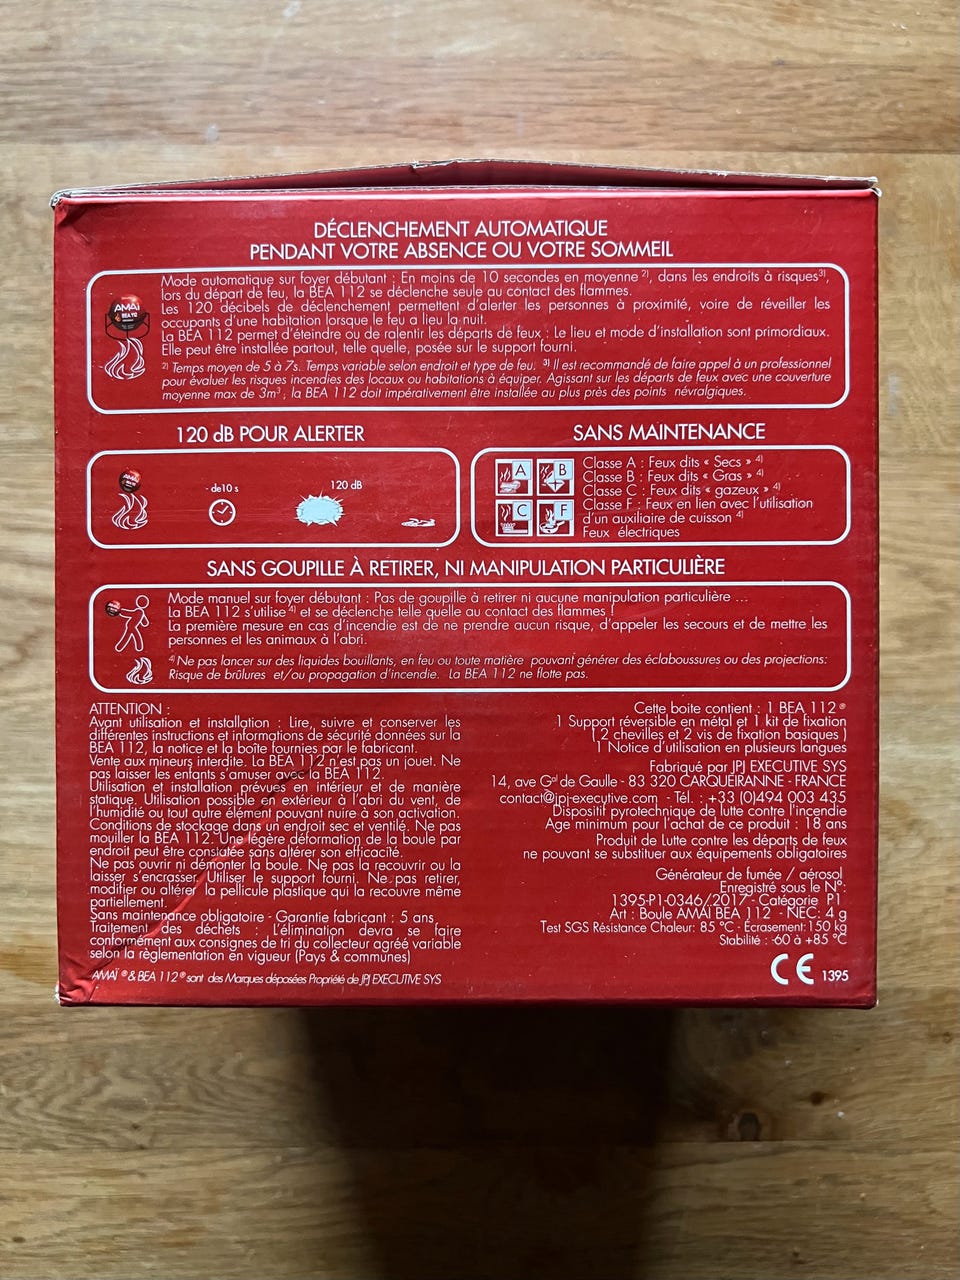 DÉCLENCHEMENT AUTOMATIQUE
PENDANT VOTRE ABSENCE OU VOTRE SOMMEIL
AMAÏ
BEA 112
Mode automatique sur foyer débutant : En moins de 10 secondes en moyenne ²⁾, dans les endroits à risques³⁾,
lors du départ de feu, la BEA 112 se déclenche seule au contact des flammes.
Les 120 décibels de déclenchement permettent d'alerter les personnes à proximité, voire de réveiller les
occupants d'une habitation lorsque le feu a lieu la nuit.
La BEA 112 permet d'éteindre ou de ralentir les départs de feux : Le lieu et mode d'installation sont primordiaux.
Elle peut être installée partout, telle quelle, posée sur le support fourni.
²⁾ Temps moyen de 5 à 7s. Temps variable selon endroit et type de feu. ³⁾ Il est recommandé de faire appel à un professionnel
pour évaluer les risques incendies des locaux ou habitations à équiper. Agissant sur les départs de feux avec une couverture
moyenne max de 3m³ ; la BEA 112 doit impérativement être installée au plus près des points névralgiques.
120 dB POUR ALERTER
- de10 s
120 dB
SANS MAINTENANCE
A
B
C
F
Classe A : Feux dits « Secs » ⁴⁾
Classe B : Feux dits « Gras » ⁴⁾
Classe C : Feux dits « gazeux » ⁴⁾
Classe F : Feux en lien avec l'utilisation
d'un auxiliaire de cuisson ⁴⁾
Feux électriques
SANS GOUPILLE À RETIRER, NI MANIPULATION PARTICULIÈRE
Mode manuel sur foyer débutant : Pas de goupille à retirer ni aucune manipulation particulière ...
La BEA 112 s'utilise ⁴⁾ et se déclenche telle quelle au contact des flammes !
La première mesure en cas d'incendie est de ne prendre aucun risque, d'appeler les secours et de mettre les
personnes et les animaux à l'abri.
⁴⁾ Ne pas lancer sur des liquides bouillants, en feu ou toute matière pouvant générer des éclaboussures ou des projections:
Risque de brûlures et/ou propagation d'incendie. La BEA 112 ne flotte pas.
ATTENTION :
Avant utilisation et installation : Lire, suivre et conserver les
différentes instructions et informations de sécurité données sur la
BEA 112, la notice et la boîte fournies par le fabricant.
Vente aux mineurs interdite. La BEA 112 n'est pas un jouet. Ne
pas laisser les enfants s'amuser avec la BEA 112.
Utilisation et installation prévues en intérieur et de manière
statique. Utilisation possible en extérieur à l'abri du vent, de
l'humidité ou tout autre élément pouvant nuire à son activation.
Conditions de stockage dans un endroit sec et ventilé. Ne pas
mouiller la BEA 112. Une légère déformation de la boule par
endroit peut être constatée sans altérer son efficacité.
Ne pas ouvrir ni démonter la boule. Ne pas la recouvrir ou la
laisser s'encrasser. Utiliser le support fourni. Ne pas retirer,
modifier ou altérer la pellicule plastique qui la recouvre même
partiellement.
Sans maintenance obligatoire - Garantie fabricant : 5 ans,
Traitement des déchets : L'élimination devra se faire
conformément aux consignes de tri du collecteur agréé variable
selon la règlementation en vigueur (Pays & communes)
AMAÏ ® & BEA 112 ® sont des Marques déposées Propriété de JPJ EXECUTIVE SYS
Cette boite contient : 1 BEA 112 ®
1 Support réversible en métal et 1 kit de fixation
( 2 chevilles et 2 vis de fixation basiques )
1 Notice d'utilisation en plusieurs langues
Fabriqué par JPJ EXECUTIVE SYS
14, ave Gᵃˡ de Gaulle - 83 320 CARQUEIRANNE - FRANCE
contact@jpj-executive.com - Tél. : +33 (0)494 003 435
Dispositif pyrotechnique de lutte contre l'incendie
Age minimum pour l'achat de ce produit : 18 ans
Produit de Lutte contre les départs de feux
ne pouvant se substituer aux équipements obligatoires
Générateur de fumée / aérosol
Enregistré sous le N°:
1395-P1-0346/2017 - Catégorie P1
Art : Boule AMAÏ BEA 112 - NEC: 4 g
Test SGS Résistance Chaleur: 85 °C - Ecrasement:150 kg
Stabilité : -60 à +85 °C
CE 1395